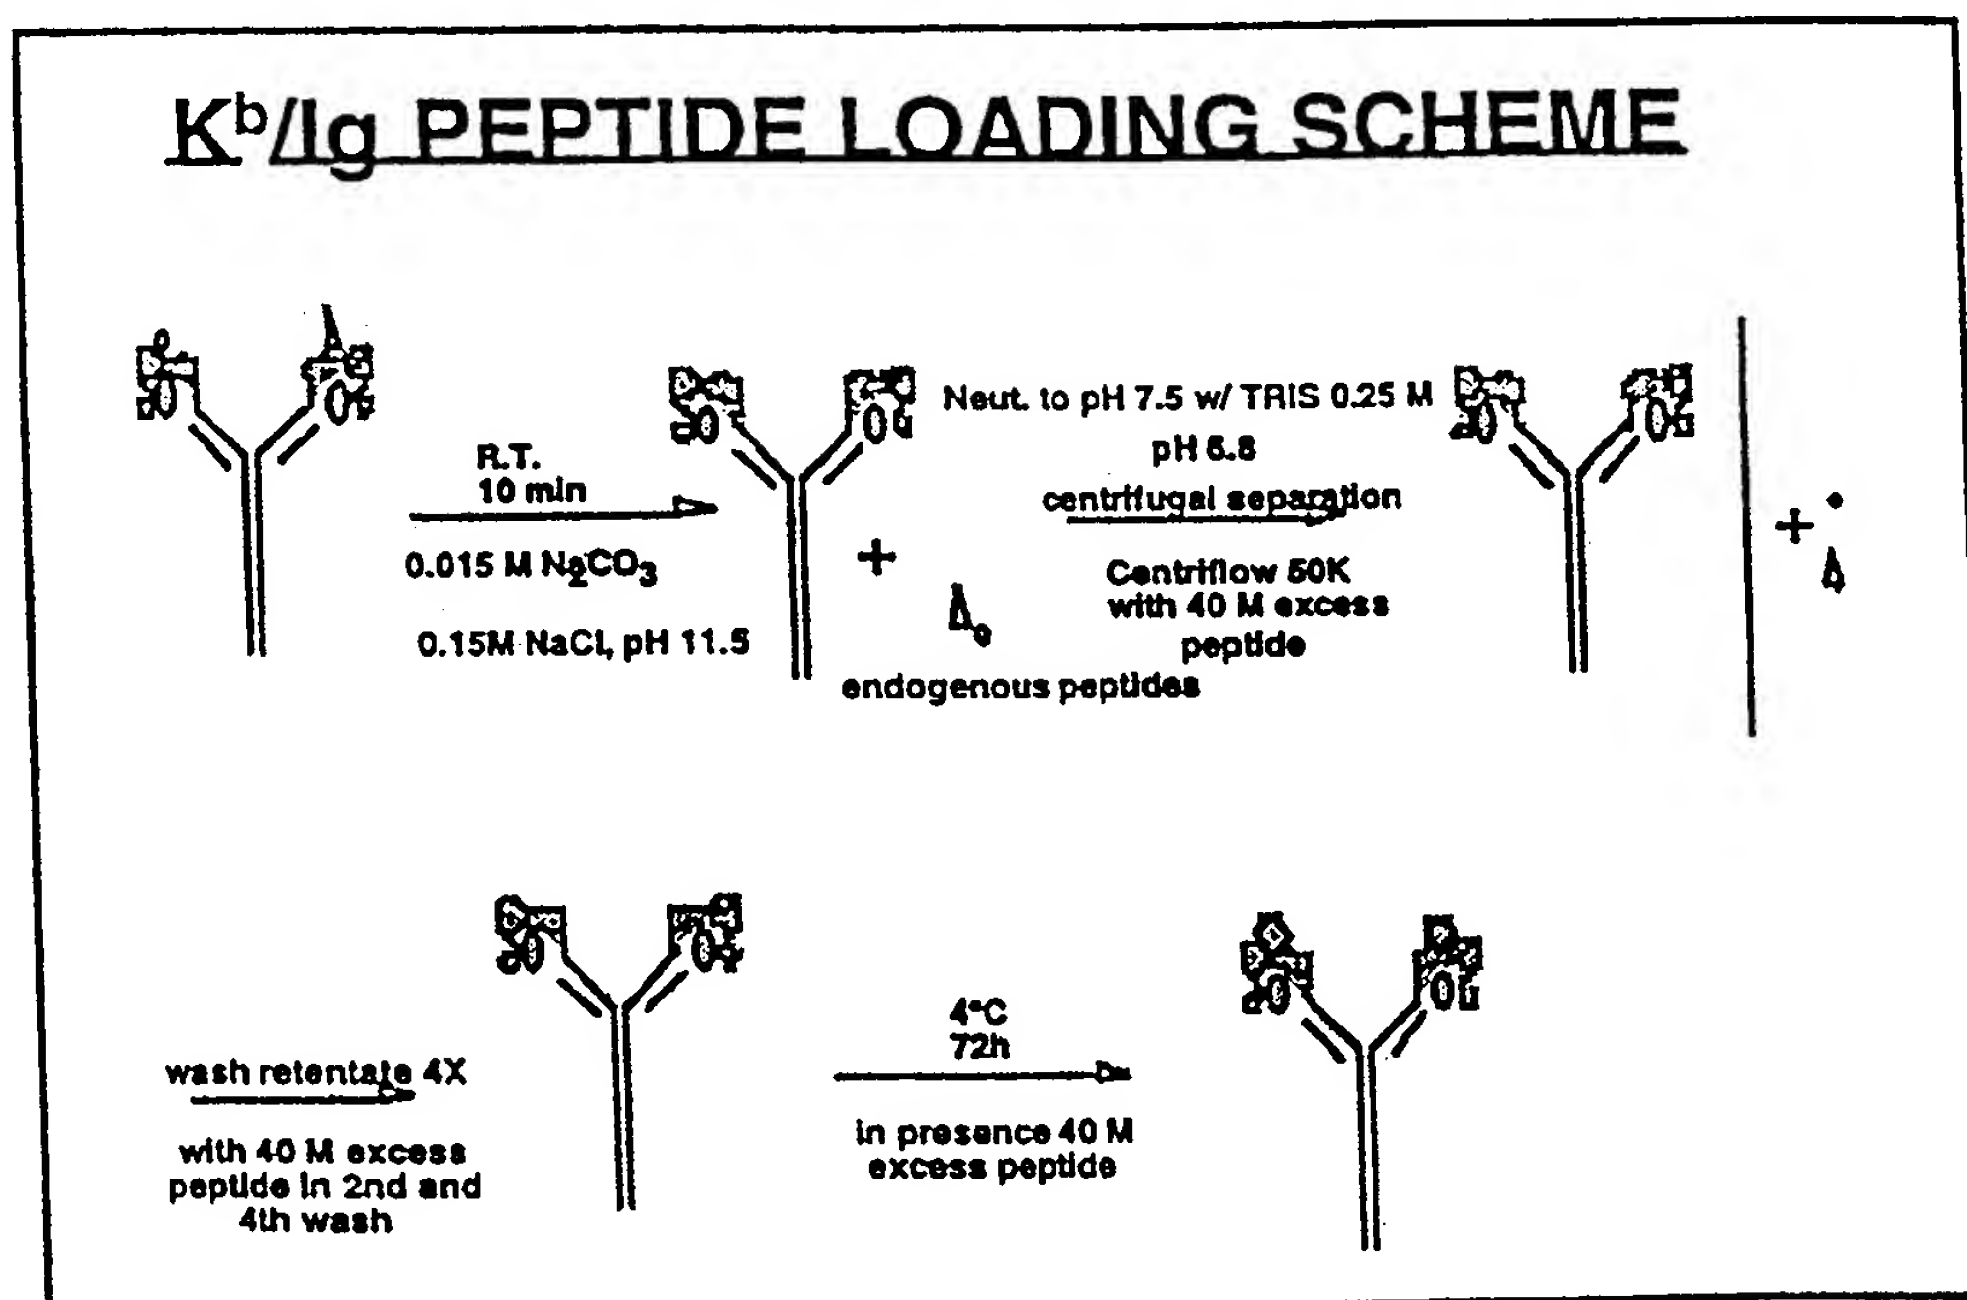 Kᵇ/Ig PEPTIDE LOADING SCHEME
R.T.
10 min
0.015 M N₂CO₃
0.15M NaCl, pH 11.5
+
endogenous peptides
Neut. to pH 7.5 w/ TRIS 0.25 M
pH 6.8
centrifugal separation
Centriflow 50K
with 40 M excess
peptide
+
wash retentate 4X
with 40 M excess
peptide in 2nd and
4th wash
4°C
72h
in presence 40 M
excess peptide